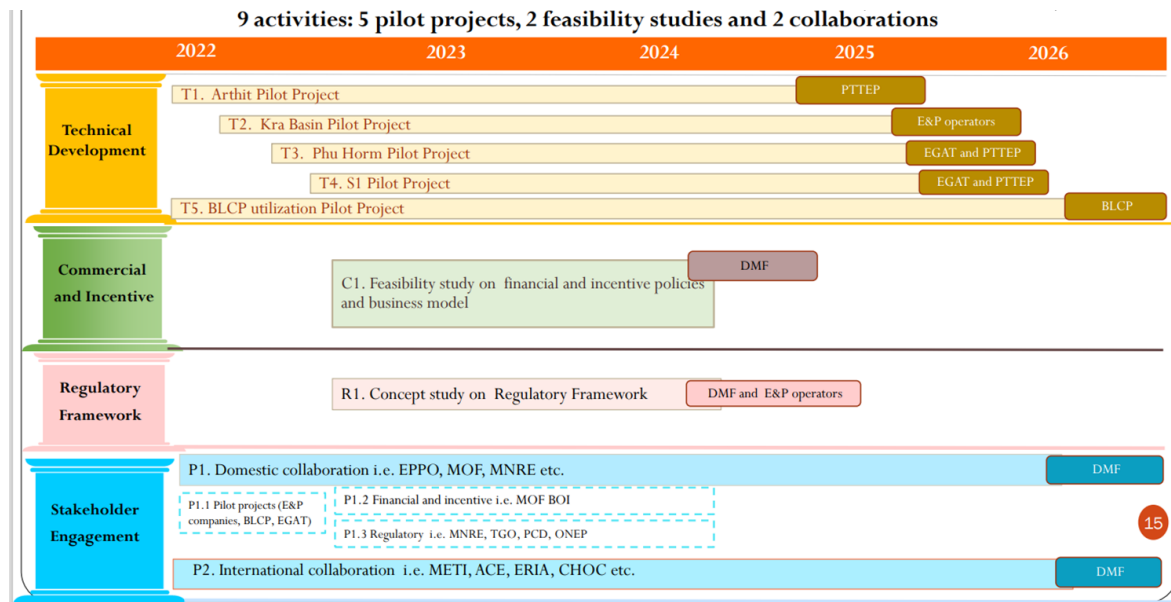 9 activities: 5 pilot projects, 2 feasibility studies and 2 collaborations
2022 2023 2024 2025 2026
Technical
Development
T1. Arthit Pilot Project
PTTEP
T2. Kra Basin Pilot Project
E&P operators
T3. Phu Horm Pilot Project
EGAT and PTTEP
T4. S1 Pilot Project
EGAT and PTTEP
T5. BLCP utilization Pilot Project
BLCP
Commercial
and Incentive
DMF
C1. Feasibility study on financial and incentive policies
and business model
Regulatory
Framework
R1. Concept study on Regulatory Framework
DMF and E&P operators
Stakeholder
Engagement
P1. Domestic collaboration i.e. EPPO, MOF, MNRE etc.
DMF
P1.1 Pilot projects (E&P
companies, BLCP, EGAT)
P1.2 Financial and incentive i.e. MOF BOI
P1.3 Regulatory i.e. MNRE, TGO, PCD, ONEP
15
P2. International collaboration i.e. METI, ACE, ERIA, CHOC etc.
DMF